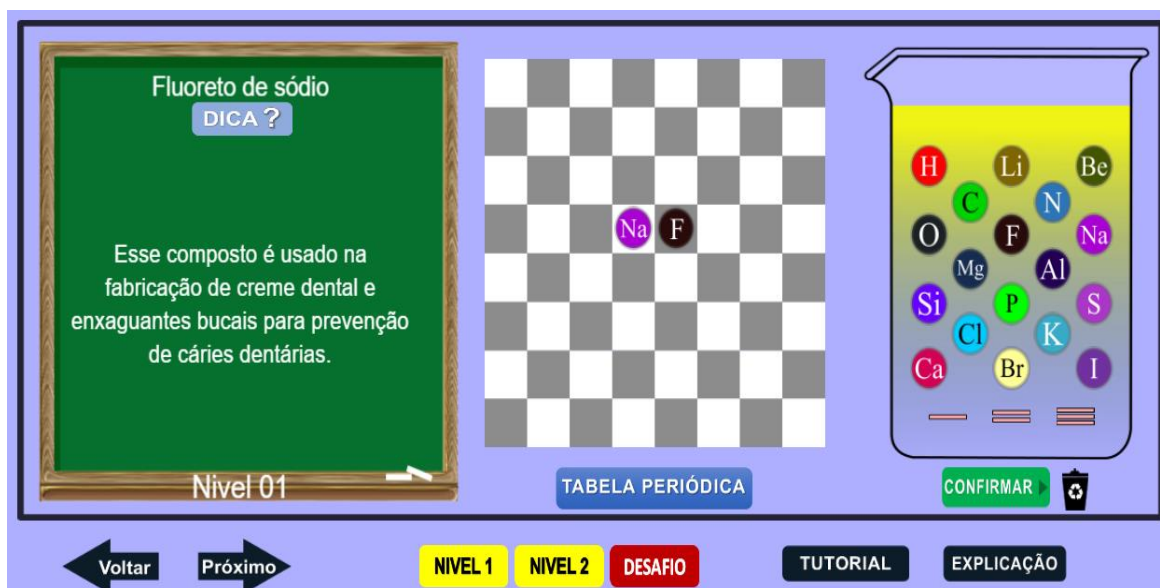 Fluoreto de sódio
DICA ?
Esse composto é usado na
fabricação de creme dental e
enxaguantes bucais para prevenção
de cáries dentárias.
Nivel 01
Na F
TABELA PERIÓDICA
H Li Be
C N
O F Na
Mg Al
Si P S
Cl K
Ca Br I
CONFIRMAR
Voltar
Próximo
NIVEL 1
NIVEL 2
DESAFIO
TUTORIAL
EXPLICAÇÃO